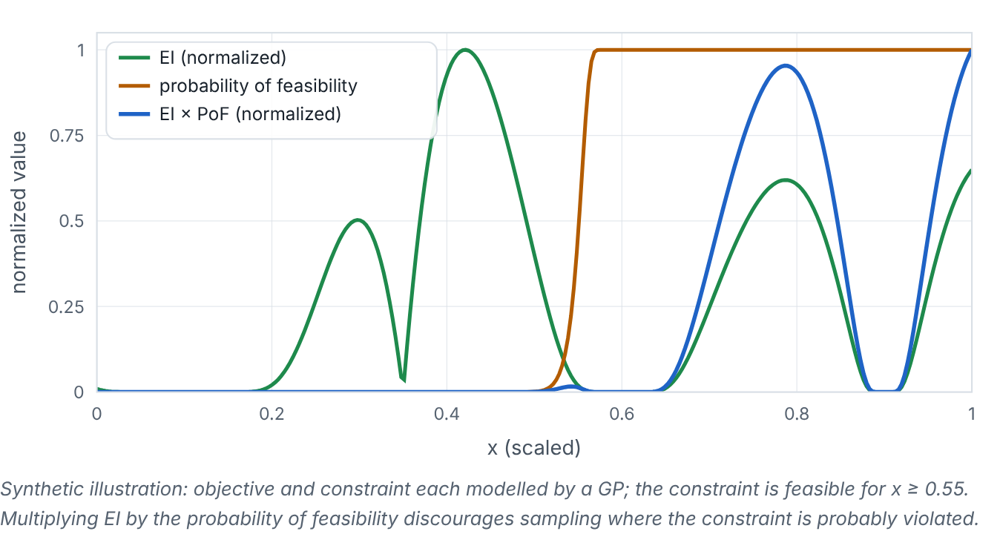 EI (normalized)
probability of feasibility
EI × PoF (normalized)
normalized value
1
0.75
0.5
0.25
0
0
0.2
0.4
0.6
0.8
1
x (scaled)
Synthetic illustration: objective and constraint each modelled by a GP; the constraint is feasible for x ≥ 0.55.
Multiplying EI by the probability of feasibility discourages sampling where the constraint is probably violated.